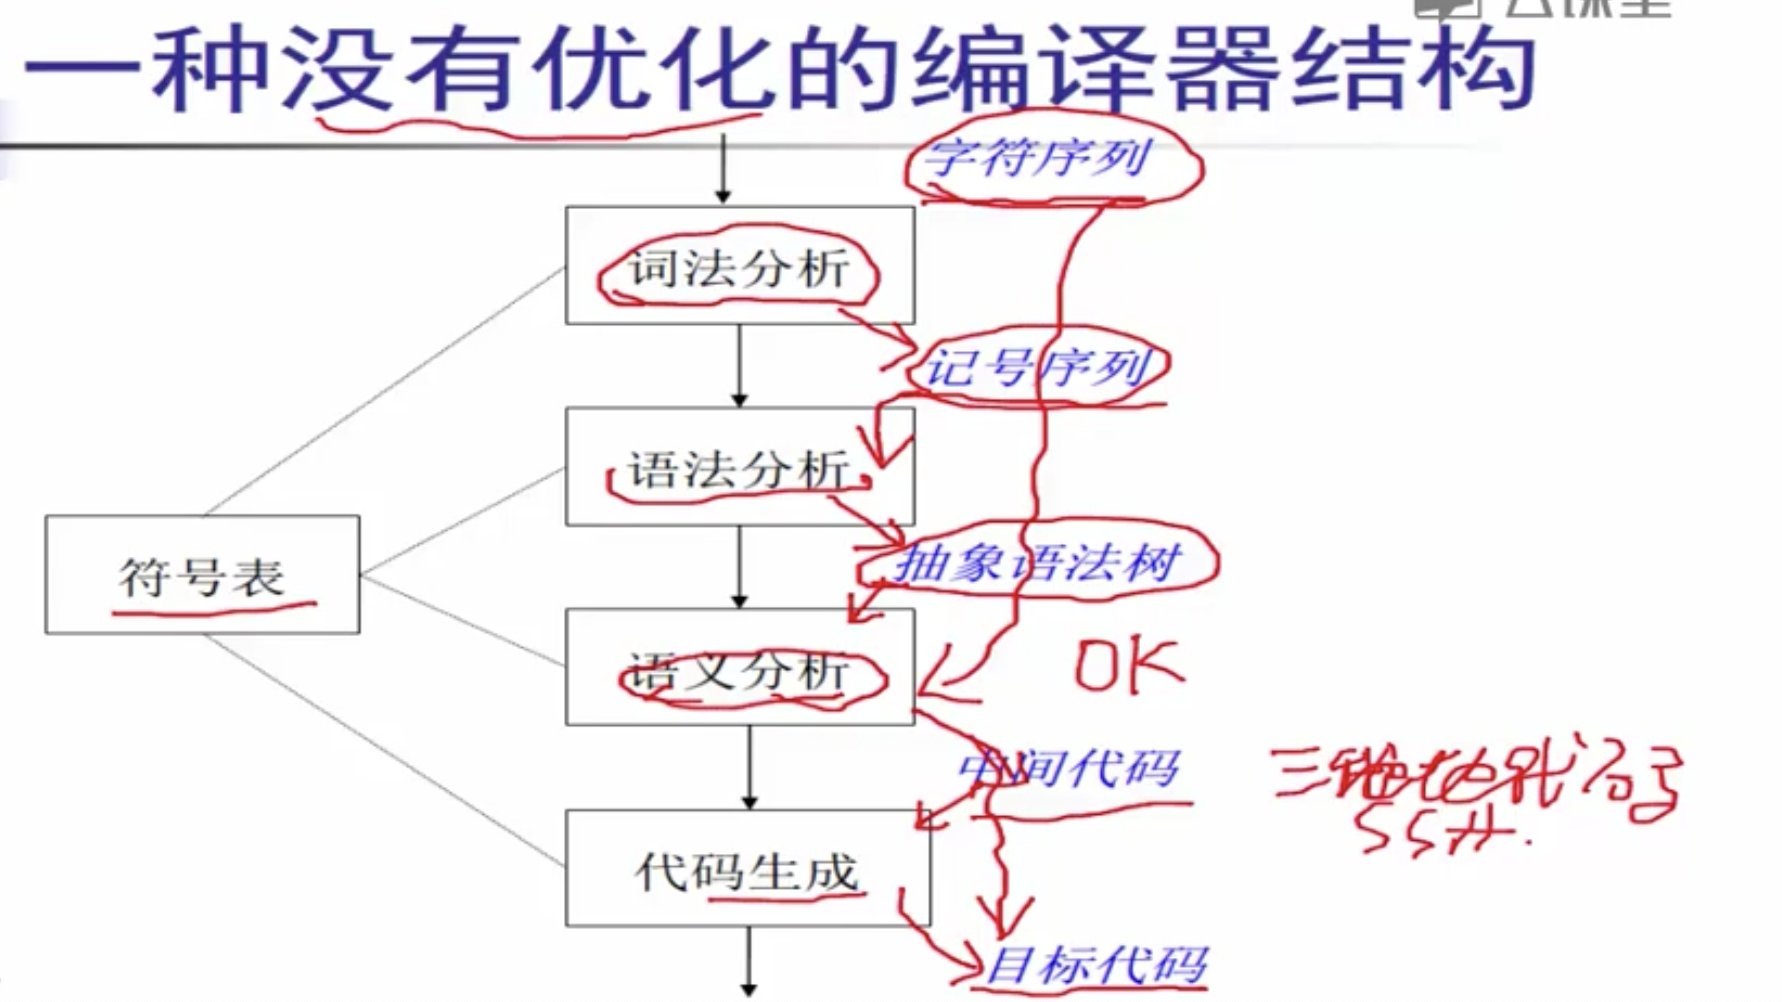 一种没有优化的编译器结构
字符序列
词法分析
记号序列
语法分析
抽象语法树
符号表
语义分析
OK
中间代码
三地址代码
SSA.
代码生成
目标代码